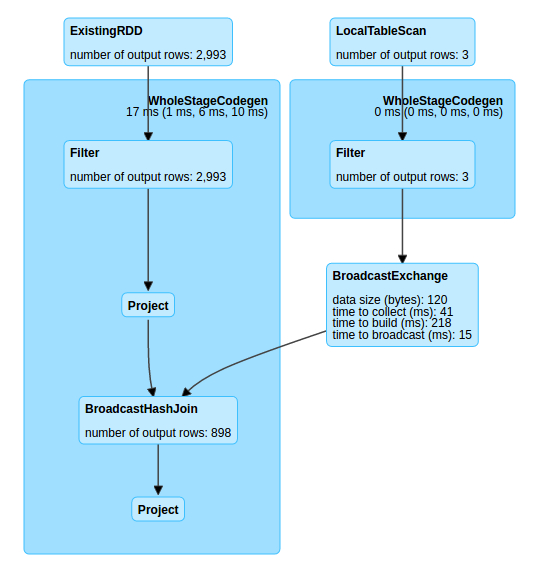 ExistingRDD
number of output rows: 2,993
WholeStageCodegen
17 ms (1 ms, 6 ms, 10 ms)
Filter
number of output rows: 2,993
Project
LocalTableScan
number of output rows: 3
WholeStageCodegen
0 ms (0 ms, 0 ms, 0 ms)
Filter
number of output rows: 3
BroadcastExchange
data size (bytes): 120
time to collect (ms): 41
time to build (ms): 218
time to broadcast (ms): 15
BroadcastHashJoin
number of output rows: 898
Project